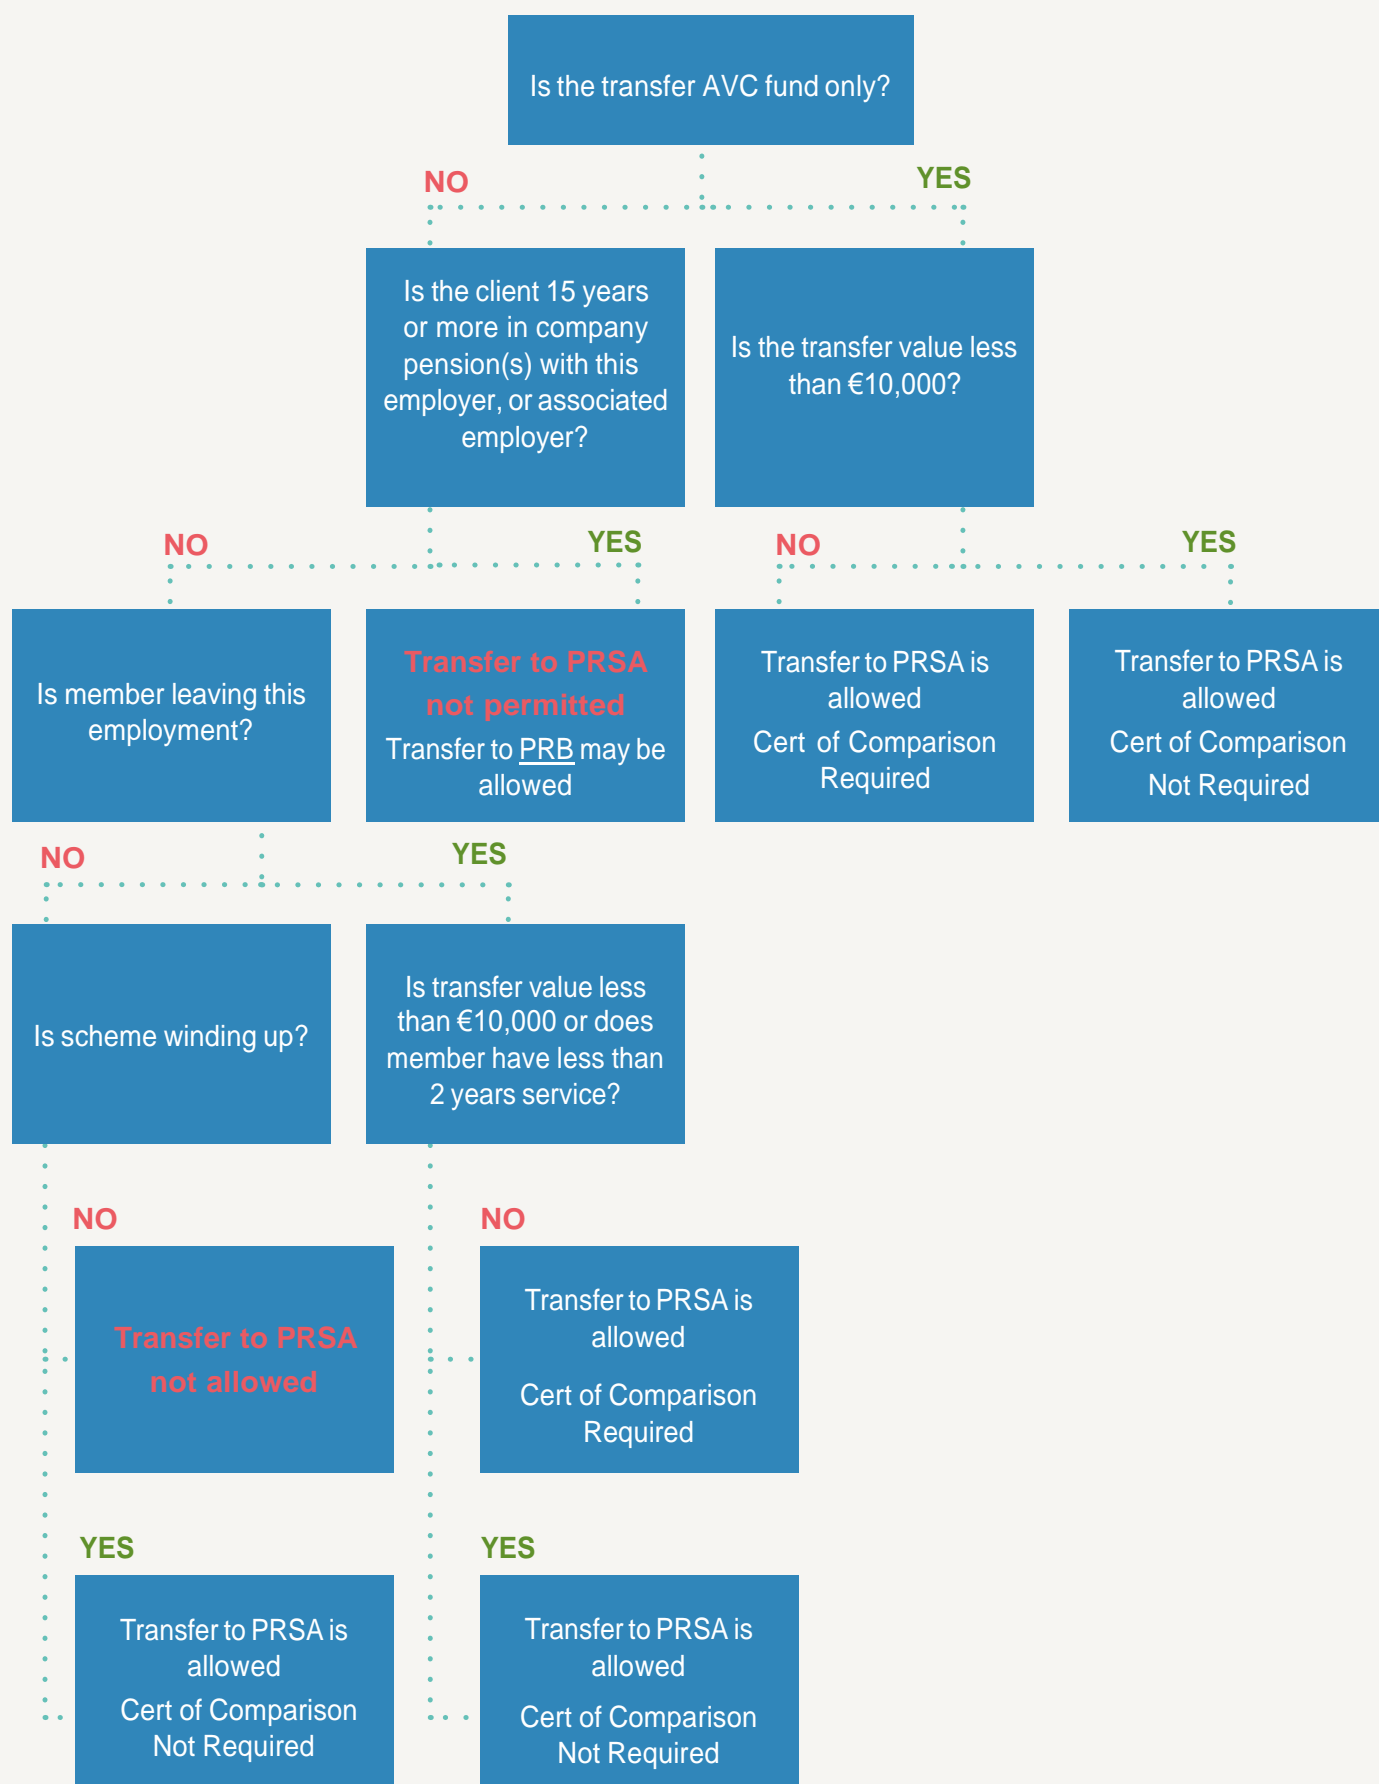 Is the transfer AVC fund only?
NO
YES
Is the client 15 years
or more in company
pension(s) with this
employer, or associated
employer?
Is the transfer value less
than €10,000?
NO
YES
NO
YES
Is member leaving this
employment?
Transfer to PRSA
not permitted
Transfer to PRB may be
allowed
Transfer to PRSA is
allowed
Cert of Comparison
Required
Transfer to PRSA is
allowed
Cert of Comparison
Not Required
NO
YES
Is scheme winding up?
Is transfer value less
than €10,000 or does
member have less than
2 years service?
NO
NO
Transfer to PRSA
not allowed
Transfer to PRSA is
allowed
Cert of Comparison
Required
YES
YES
Transfer to PRSA is
allowed
Cert of Comparison
Not Required
Transfer to PRSA is
allowed
Cert of Comparison
Not Required